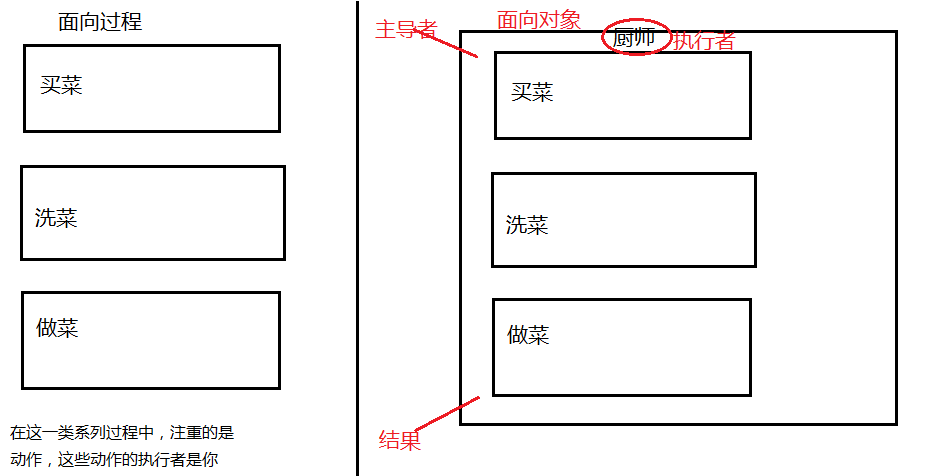 面向过程
买菜
洗菜
做菜
在这一类系列过程中，注重的是
动作，这些动作的执行者是你
面向对象
主导者
厨师
执行者
买菜
洗菜
做菜
结果